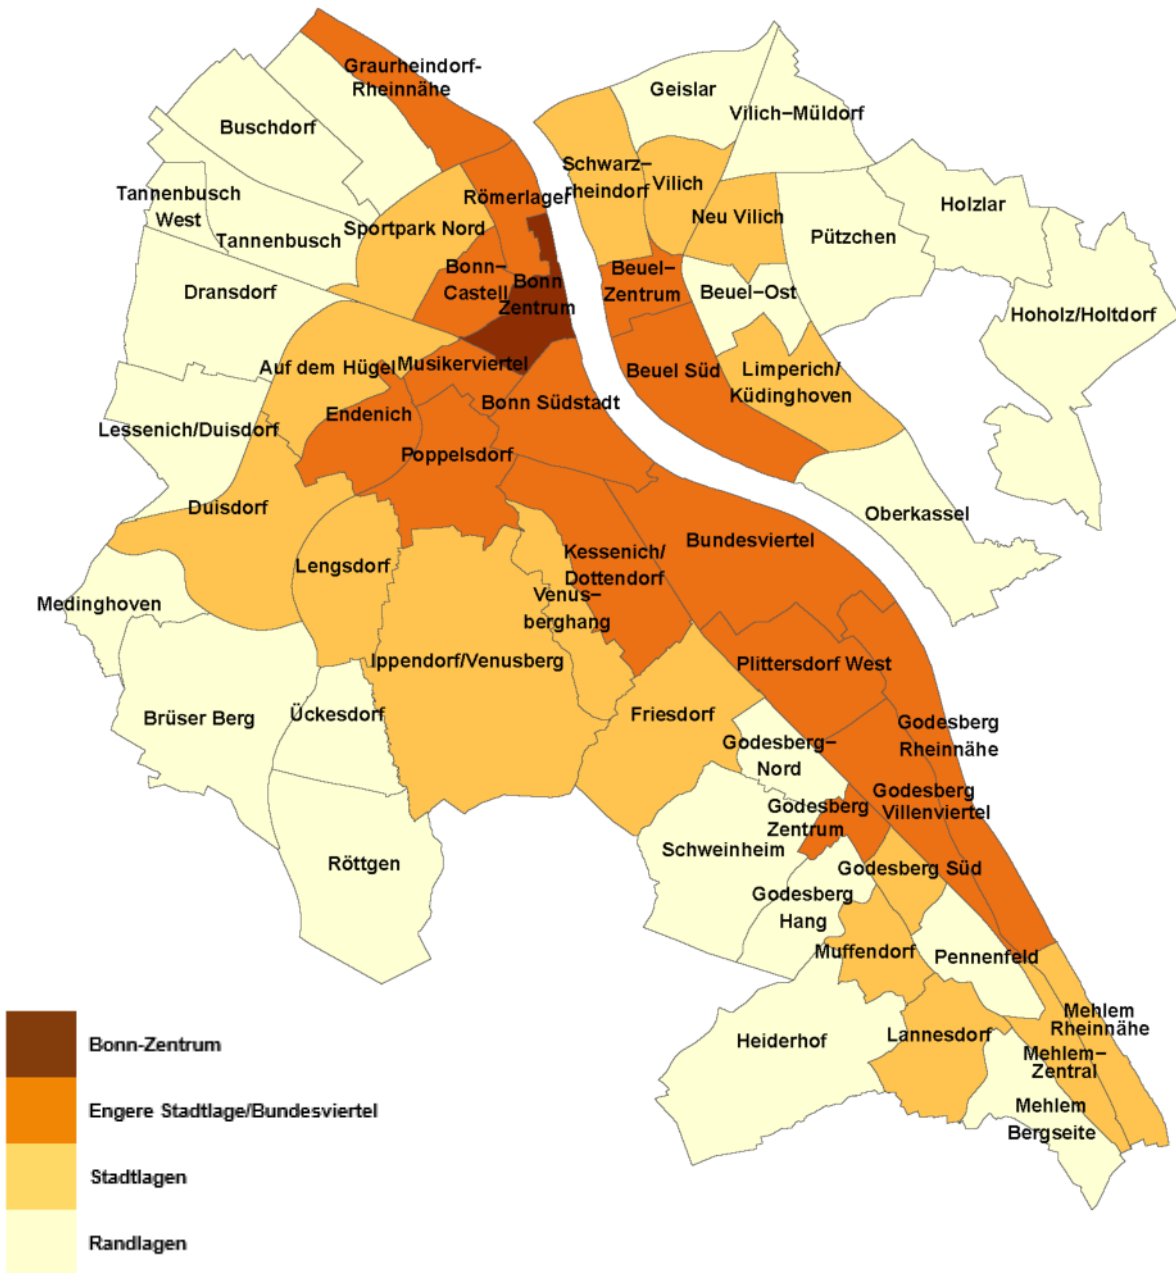 Graurheindorf-
Rheinnähe
Geislar
Vilich–Müldorf
Buschdorf
Schwarz–
rheindorf
Vilich
Tannenbusch
West
Römerlager
Holzlar
Neu Vilich
Sportpark Nord
Tannenbusch
Pützchen
Bonn–
Castell
Beuel–
Zentrum
Bonn
Zentrum
Dransdorf
Beuel–Ost
Hoholz/Holtdorf
Auf dem Hügel
Musikerviertel
Beuel Süd
Limperich/
Küdinghoven
Bonn Südstadt
Endenich
Lessenich/Duisdorf
Poppelsdorf
Duisdorf
Oberkassel
Bundesviertel
Kessenich/
Dottendorf
Lengsdorf
Venus–
berghang
Medinghoven
Ippendorf/Venusberg
Plittersdorf West
Brüser Berg
Ückesdorf
Friesdorf
Godesberg
Rheinnähe
Godesberg–
Nord
Godesberg
Villenviertel
Godesberg
Zentrum
Schweinheim
Röttgen
Godesberg Süd
Godesberg
Hang
Muffendorf
Pennenfeld
Mehlem
Rheinnähe
Heiderhof
Lannesdorf
Mehlem–
Zentral
Mehlem
Bergseite
Bonn-Zentrum
Engere Stadtlage/Bundesviertel
Stadtlagen
Randlagen